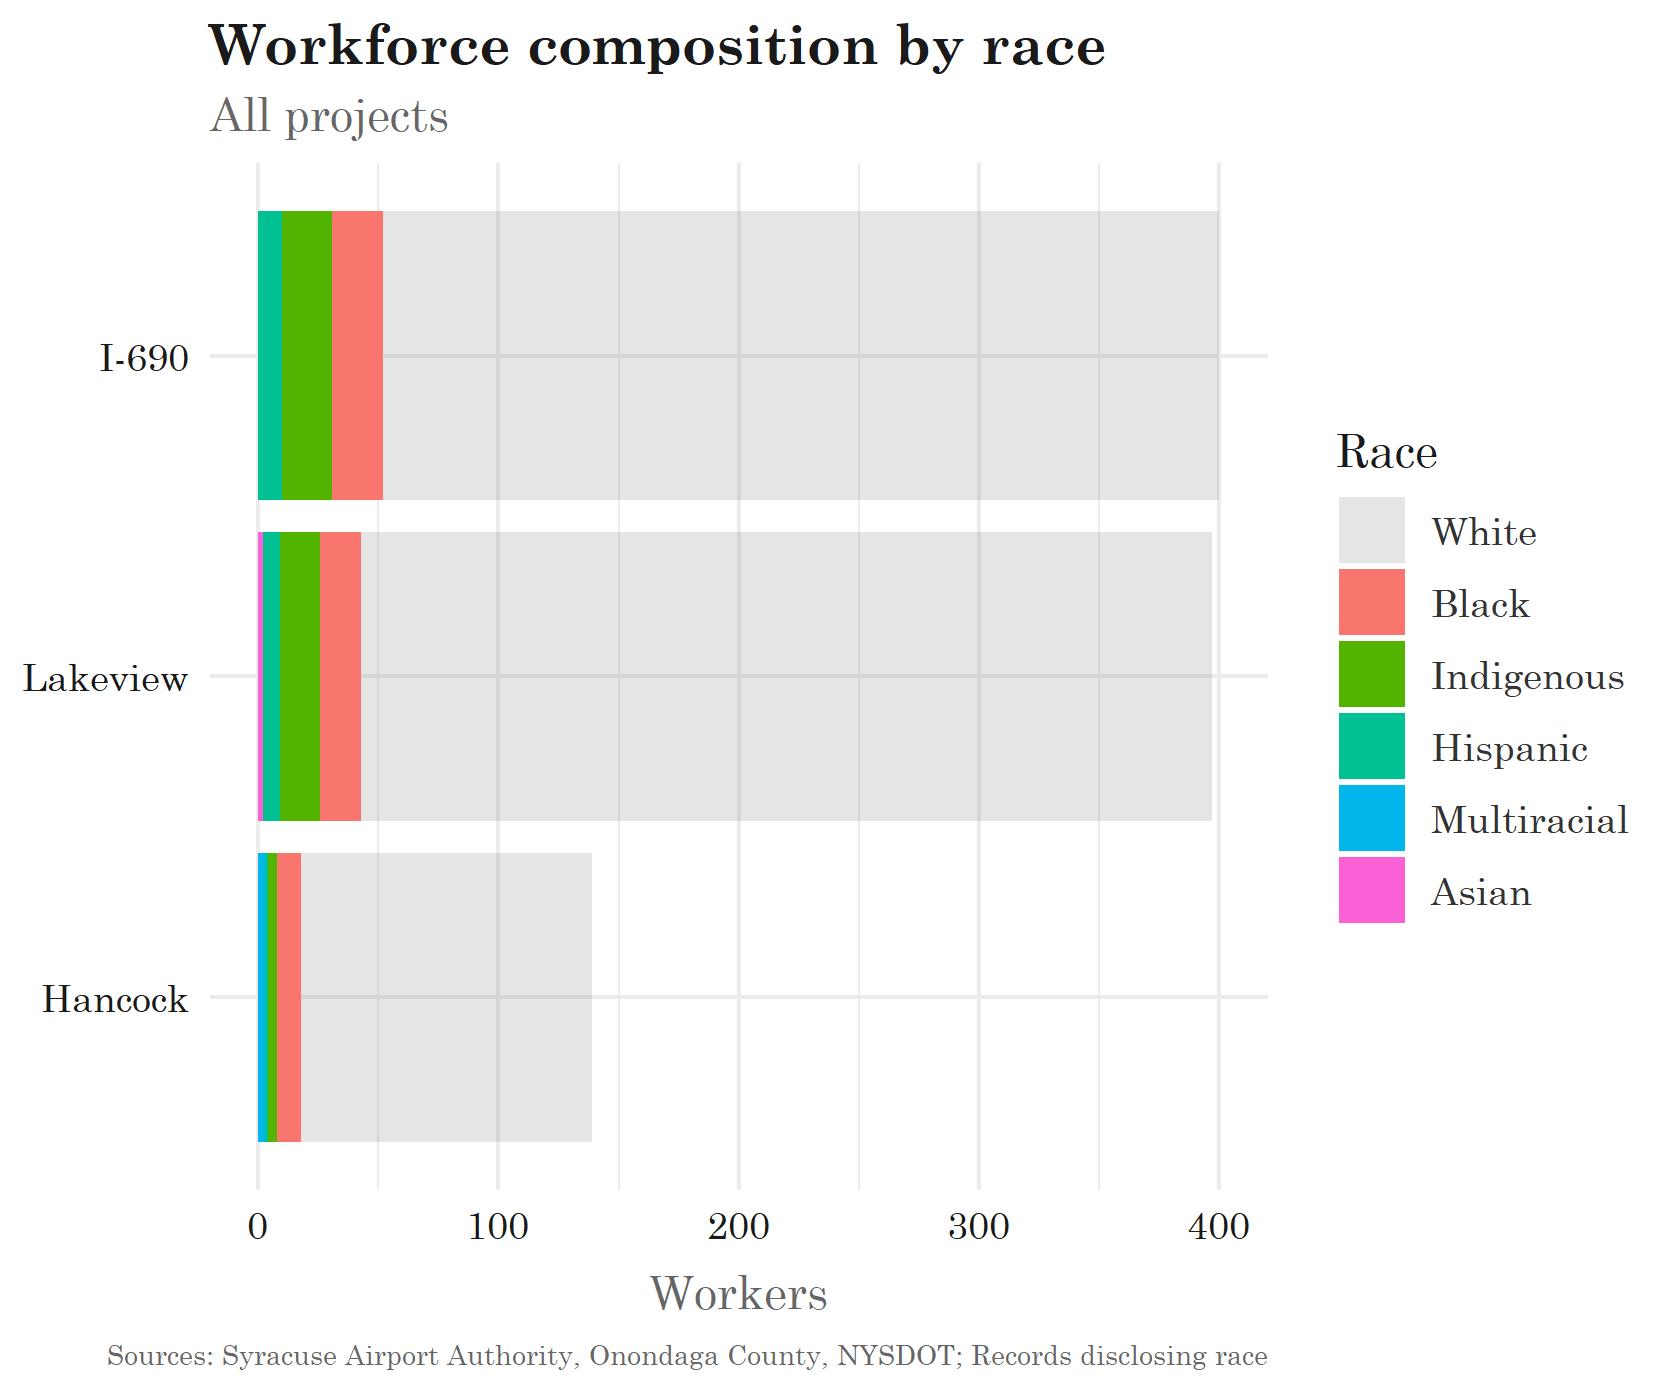 Workforce composition by race
All projects
I-690
Lakeview
Hancock
0 100 200 300 400
Workers
Race
White
Black
Indigenous
Hispanic
Multiracial
Asian
Sources: Syracuse Airport Authority, Onondaga County, NYSDOT; Records disclosing race